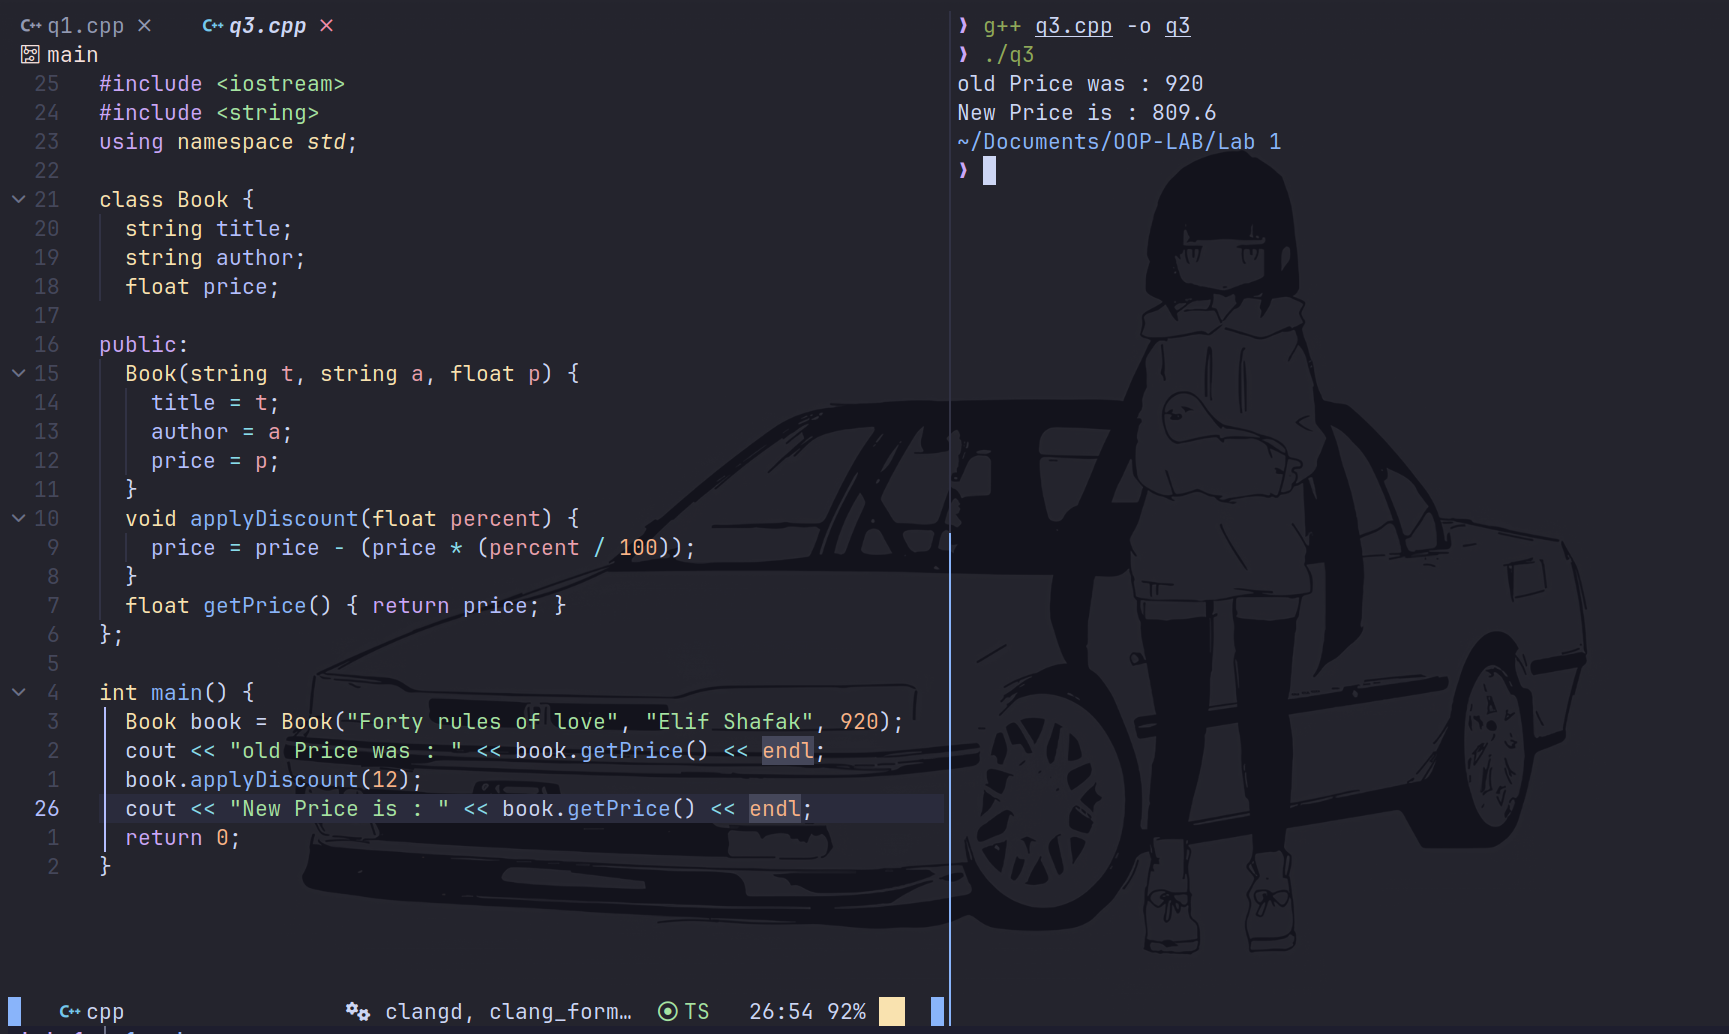 q1.cpp × q3.cpp ×
main
25 #include <iostream>
24 #include <string>
23 using namespace std;
22
21 class Book {
20 string title;
19 string author;
18 float price;
17
16 public:
15 Book(string t, string a, float p) {
14 title = t;
13 author = a;
12 price = p;
11 }
10 void applyDiscount(float percent) {
9 price = price - (price * (percent / 100));
8 }
7 float getPrice() { return price; }
6 };
5
4 int main() {
3 Book book = Book("Forty rules of love", "Elif Shafak", 920);
2 cout << "old Price was : " << book.getPrice() << endl;
1 book.applyDiscount(12);
26 cout << "New Price is : " << book.getPrice() << endl;
1 return 0;
2 }
C++ cpp clangd, clang_form… TS 26:54 92%
❯ g++ q3.cpp -o q3
❯ ./q3
old Price was : 920
New Price is : 809.6
~/Documents/OOP-LAB/Lab 1
❯